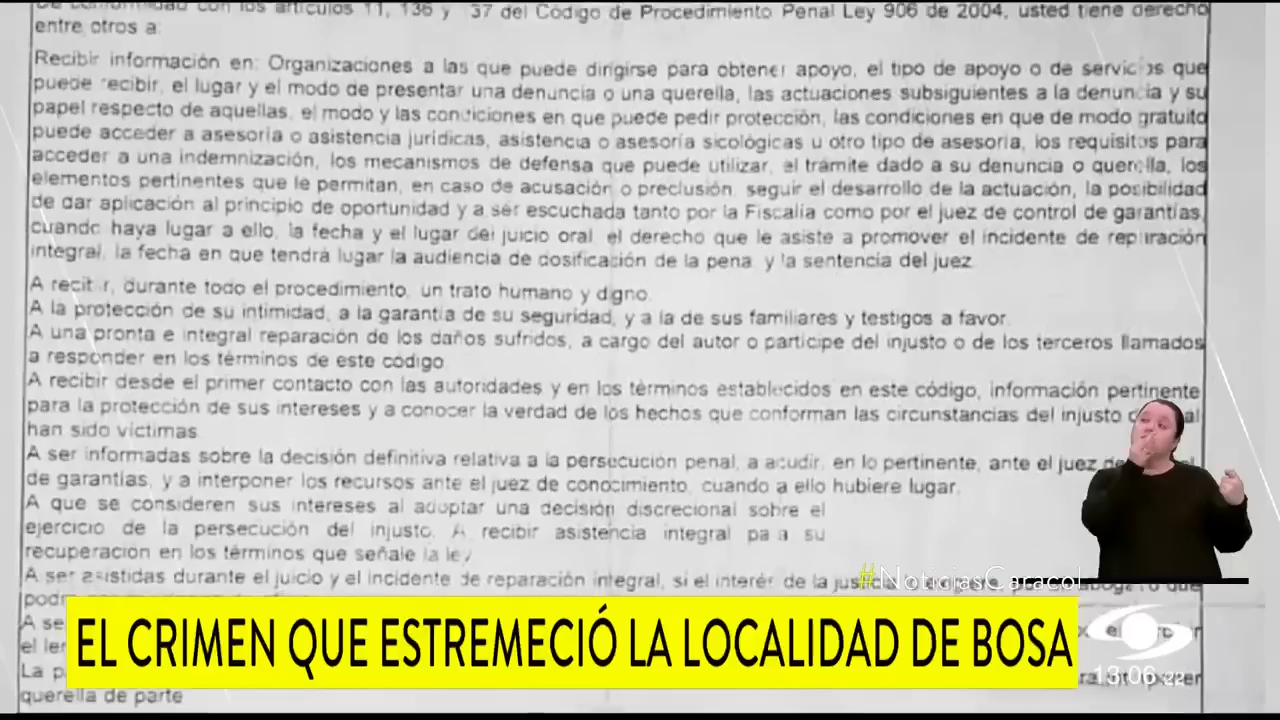 De conformidad con los artículos 11, 136 y 37 del Código de Procedimiento Penal Ley 906 de 2004, usted tiene derecho
entre otros a:
Recibir información en: Organizaciones a las que puede dirigirse para obtener apoyo, el tipo de apoyo o de servicios que
puede recibir, el lugar y el modo de presentar una denuncia o una querella, las actuaciones subsiguientes a la denuncia y su
papel respecto de aquellas, el modo y las condiciones en que puede pedir protección, las condiciones en que de modo gratuito
puede acceder a asesoría o asistencia jurídicas, asistencia o asesoría sicológicas u otro tipo de asesoría, los requisitos para
acceder a una indemnización, los mecanismos de defensa que puede utilizar, el trámite dado a su denuncia o querella, los
elementos pertinentes que le permitan, en caso de acusación o preclusión, seguir el desarrollo de la actuación, la posibilidad
de dar aplicación al principio de oportunidad y a ser escuchada tanto por la Fiscalía como por el juez de control de garantías,
cuando haya lugar a ello, la fecha y el lugar del juicio oral, el derecho que le asiste a promover el incidente de reparación
integral, la fecha en que tendrá lugar la audiencia de dosificación de la pena y la sentencia del juez
A recibir, durante todo el procedimiento, un trato humano y digno.
A la protección de su intimidad, a la garantía de su seguridad, y a la de sus familiares y testigos a favor.
A una pronta e integral reparación de los daños sufridos, a cargo del autor o partícipe del injusto o de los terceros llamados
a responder en los términos de este código
A recibir desde el primer contacto con las autoridades y en los términos establecidos en este código, información pertinente
para la protección de sus intereses y a conocer la verdad de los hechos que conforman las circunstancias del injusto
han sido víctimas
A ser informadas sobre la decisión definitiva relativa a la persecución penal, a acudir, en lo pertinente, ante el juez
de garantías, y a interponer los recursos ante el juez de conocimiento, cuando a ello hubiere lugar.
A que se consideren sus intereses al adoptar una decisión discrecional sobre el
ejercicio de la persecución del injusto. A recibir asistencia integral para su
recuperación en los términos que señale la ley
A ser asistidas durante el juicio y el incidente de reparación integral, si el interés de la
#NoticiasCaracol
EL CRIMEN QUE ESTREMECIÓ LA LOCALIDAD DE BOSA
13:06:22
querella de parte